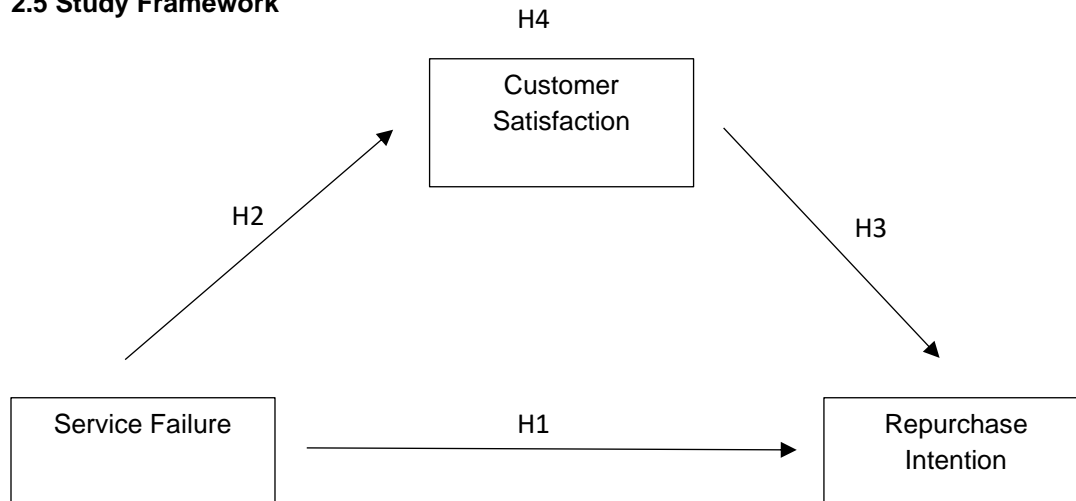 2.5 Study Framework
H4
Customer
Satisfaction
H2
H3
Service Failure
H1
Repurchase
Intention